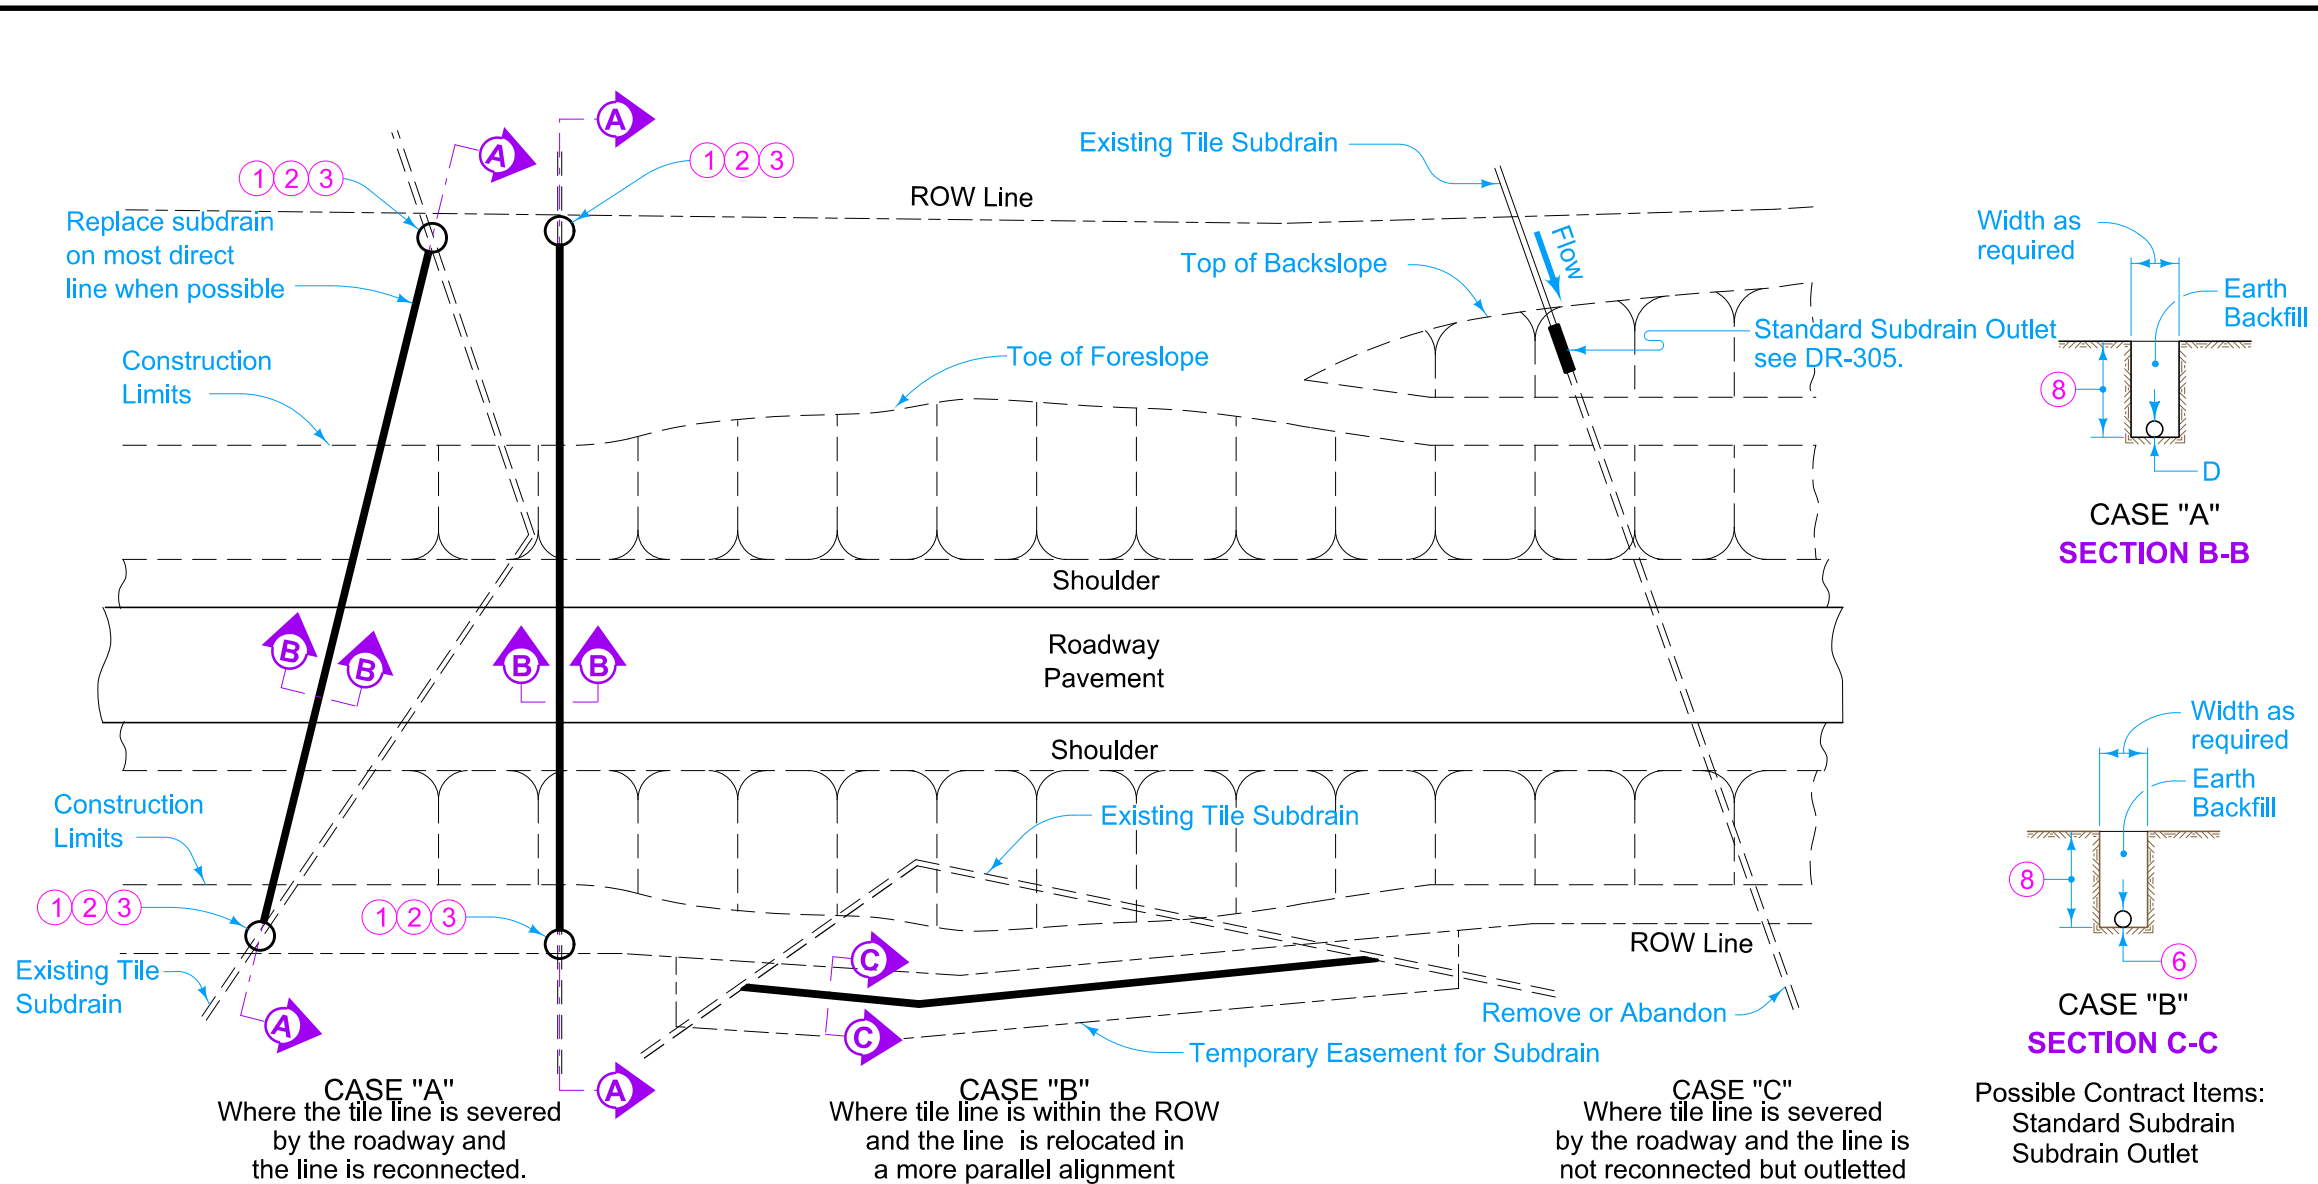 A
A
1 2 3
1 2 3
Existing Tile Subdrain
ROW Line
Replace subdrain
on most direct
line when possible
Flow
Top of Backslope
Width as
required
Earth
Backfill
Construction
Limits
Toe of Foreslope
Standard Subdrain Outlet
see DR-305.
8
D
CASE "A"
SECTION B-B
Shoulder
B
B
B
B
Roadway
Pavement
Shoulder
Width as
required
Earth
Backfill
Construction
Limits
Existing Tile Subdrain
8
1 2 3
1 2 3
ROW Line
C
C
6
Existing Tile
Subdrain
A
Remove or Abandon
Temporary Easement for Subdrain
CASE "B"
SECTION C-C
A
CASE "A"
Where the tile line is severed
by the roadway and
the line is reconnected.
CASE "B"
Where tile line is within the ROW
and the line is relocated in
a more parallel alignment
CASE "C"
Where tile line is severed
by the roadway and the line is
not reconnected but outletted
Possible Contract Items:
Standard Subdrain
Subdrain Outlet